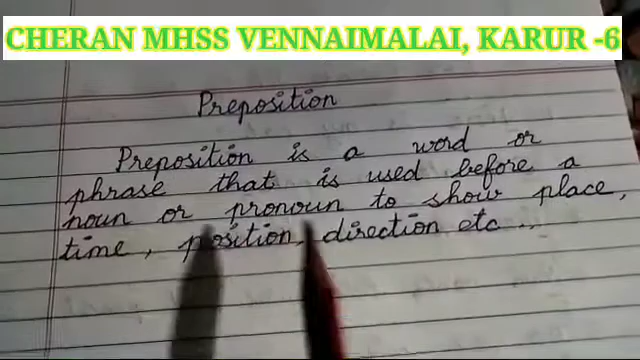 CHERAN MHSS VENNAIMALAI, KARUR -6
Preposition
Preposition is a word or
phrase that is used before a
noun or pronoun to show place,
time, position, direction etc...